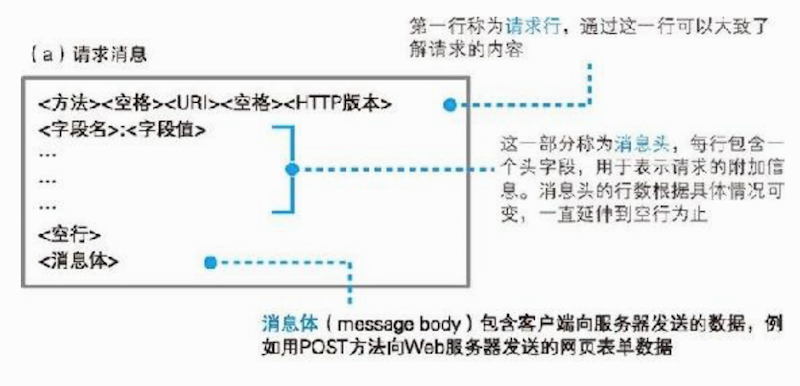 第一行称为请求行，通过这一行可以大致了
解请求的内容
（a）请求消息
<方法><空格><URI><空格><HTTP版本>
<字段名>:<字段值>
...
...
...
<空行>
<消息体>
这一部分称为消息头，每行包含一
个头字段，用于表示请求的附加信
息。消息头的行数根据具体情况可
变，一直延伸到空行为止
消息体（message body）包含客户端向服务器发送的数据，例
如用POST方法向Web服务器发送的网页表单数据